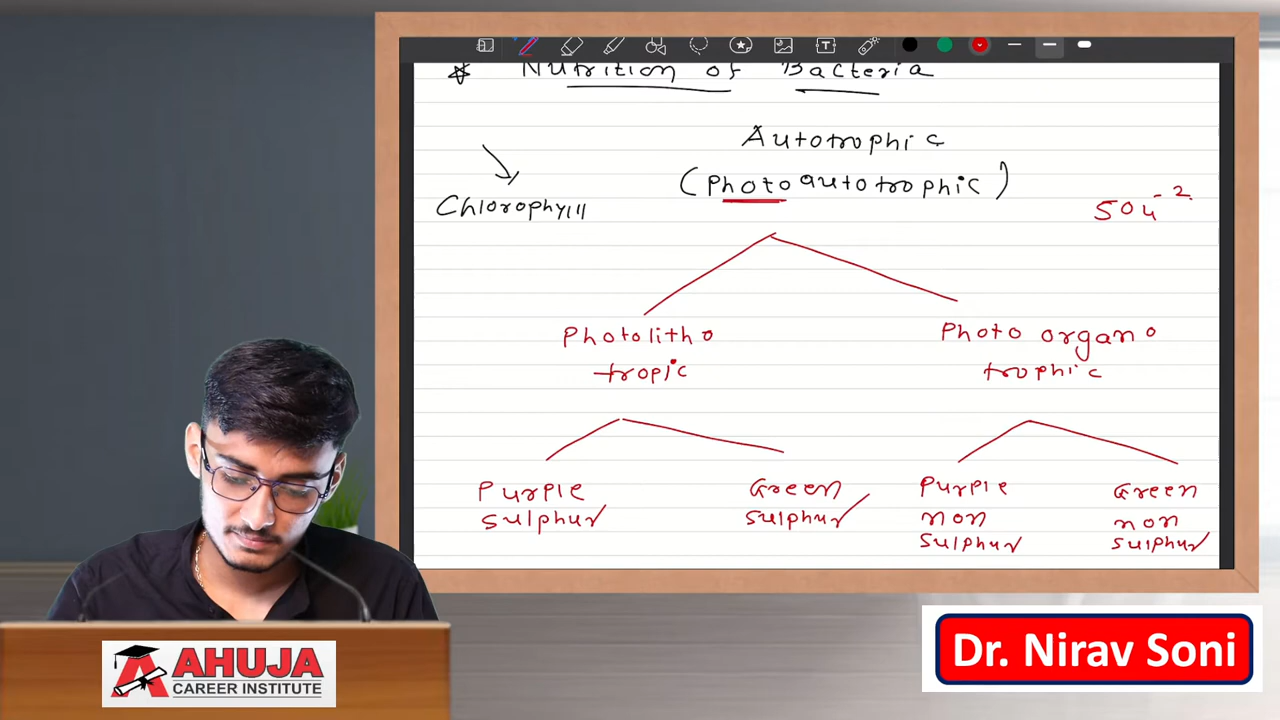 * Nutrition of Bacteria
Autotrophic
(Photoautotrophic)
Chlorophyll
SO4-2
Photolitho
tropic
Photo organo
trophic
Purple
sulphur
Green
sulphur
Purple
non
sulphur
Green
non
sulphur
AHUJA
CAREER INSTITUTE
Dr. Nirav Soni